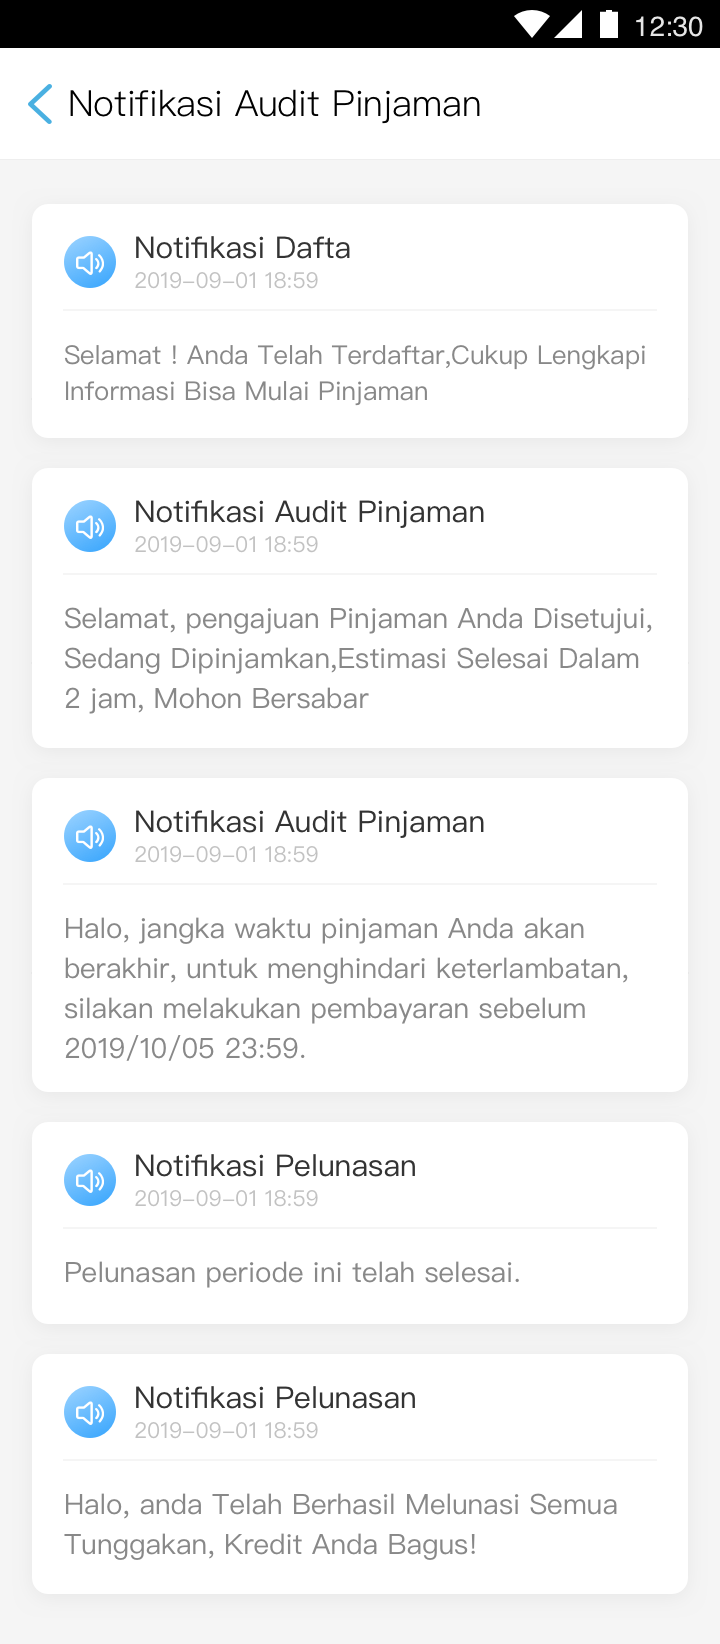 12:30
Notifikasi Audit Pinjaman
Notifikasi Dafta
2019-09-01 18:59
Selamat ! Anda Telah Terdaftar,Cukup Lengkapi
Informasi Bisa Mulai Pinjaman
Notifikasi Audit Pinjaman
2019-09-01 18:59
Selamat, pengajuan Pinjaman Anda Disetujui,
Sedang Dipinjamkan,Estimasi Selesai Dalam
2 jam, Mohon Bersabar
Notifikasi Audit Pinjaman
2019-09-01 18:59
Halo, jangka waktu pinjaman Anda akan
berakhir, untuk menghindari keterlambatan,
silakan melakukan pembayaran sebelum
2019/10/05 23:59.
Notifikasi Pelunasan
2019-09-01 18:59
Pelunasan periode ini telah selesai.
Notifikasi Pelunasan
2019-09-01 18:59
Halo, anda Telah Berhasil Melunasi Semua
Tunggakan, Kredit Anda Bagus!